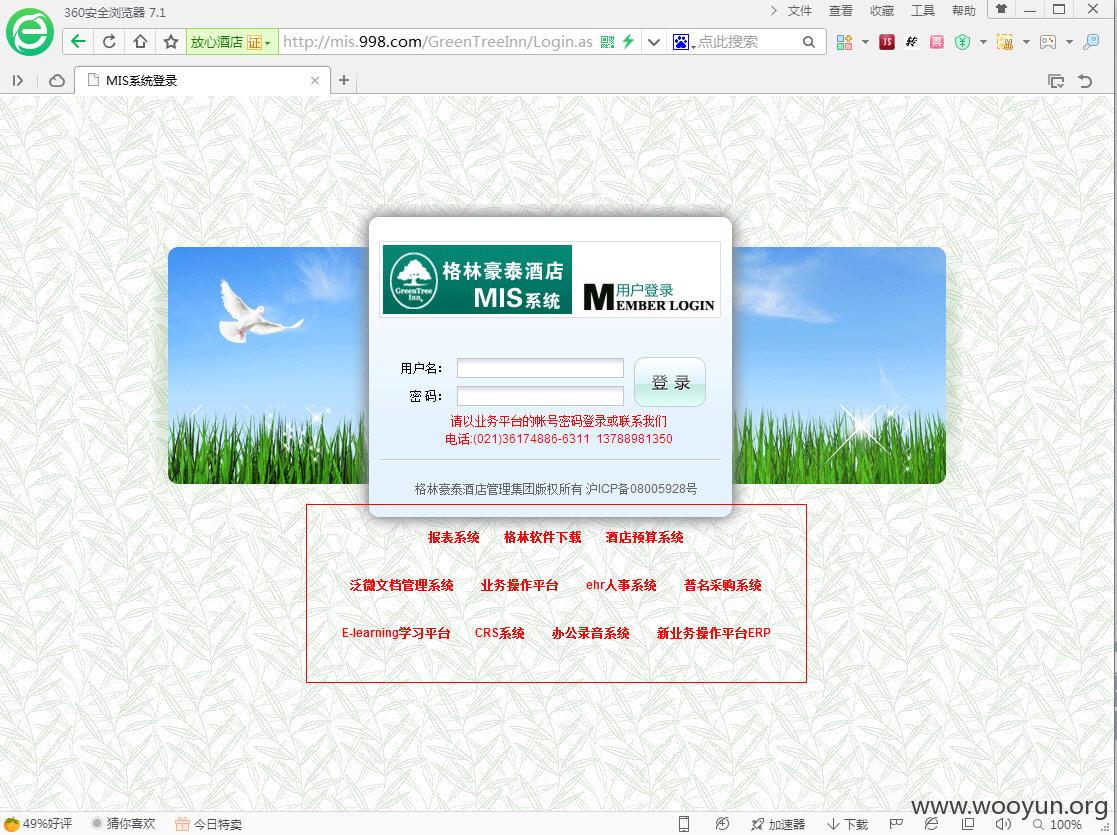 360安全浏览器 7.1 文件 查看 收藏 工具 帮助
放心酒店 证 http://mis.998.com/GreenTreeInn/Login.as 点此搜索
MIS系统登录
格林豪泰酒店
GreenTree Inn
MIS系统
用户登录
MEMBER LOGIN
用户名:
密 码:
登 录
请以业务平台的帐号密码登录或联系我们
电话:(021)36174886-6311 13788981350
格林豪泰酒店管理集团版权所有 沪ICP备08005928号
报表系统 格林软件下载 酒店预算系统
泛微文档管理系统 业务操作平台 ehr人事系统 普名采购系统
E-learning学习平台 CRS系统 办公录音系统 新业务操作平台ERP
www.wooyun.org
49%好评 猜你喜欢 今日特卖 加速器 下载 100%